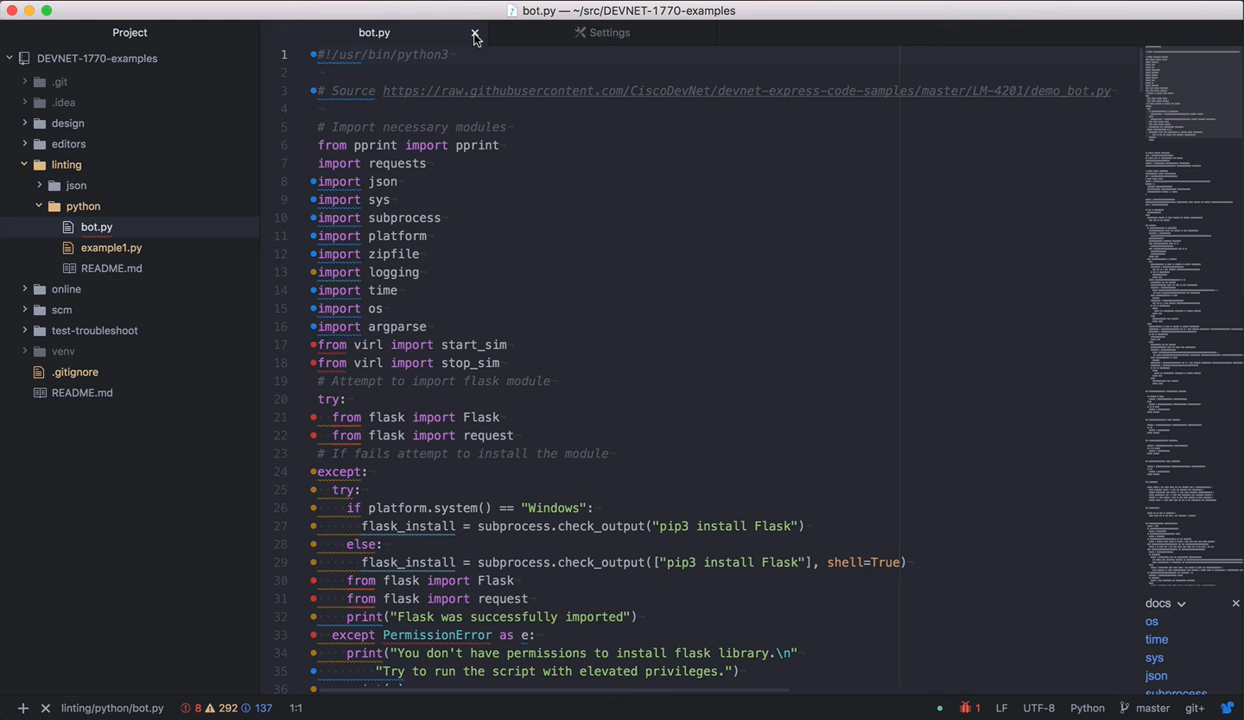 bot.py — ~/src/DEVNET-1770-examples
Project
bot.py
Settings
DEVNET-1770-examples
.git
.idea
design
editors
linting
json
python
bot.py
example1.py
README.md
online
scm
test-troubleshoot
venv
.gitignore
README.md
1 #!/usr/bin/python3
2
3 # Source https://raw.githubusercontent.com/CiscoDevNet/devnet-express-code-samples/master/LM-4201/demo_bot.py
4
5 # Import necessary modules
6 from pprint import pprint
7 import requests
8 import json
9 import sys
10 import subprocess
11 import platform
12 import zipfile
13 import logging
14 import time
15 import os
16 import argparse
17 from virl import start_sim
18 from virl import stop_sim
19 # Attempt to import flask module
20 try:
21 from flask import Flask
22 from flask import request
23 # If fails attempt to install the module
24 except:
25 try:
26 if platform.system() == "Windows":
27 flask_install = subprocess.check_output("pip3 install Flask")
28 else:
29 flask_install = subprocess.check_output(["pip3 install Flask"], shell=True)
30 from flask import Flask
31 from flask import request
32 print("Flask was successfully imported")
33 except PermissionError as e:
34 print("You don't have permissions to install flask library.\n"
35 "Try to run the script with elevated privileges.")
36
docs
os
time
sys
json
subprocess
linting/python/bot.py 8 292 137 1:1 LF UTF-8 Python 1 master git+